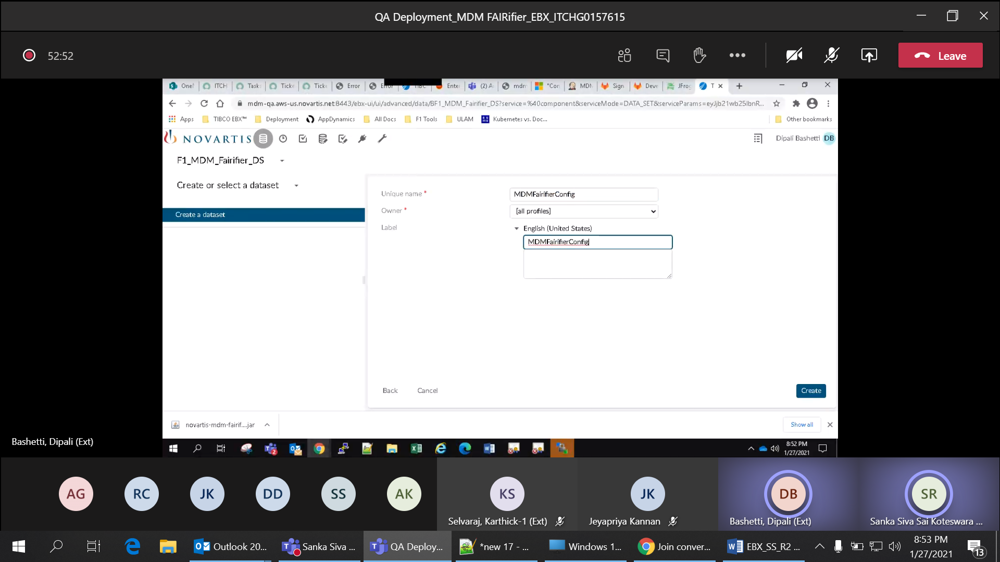 QA Deployment_MDM FAIRifier_EBX_ITCHG0157615
52:52
Leave
OneI ITCH Tasks Ticke Ticke Error Error TIBC Enter (2) A mdm "Con MDM Sign Deve JFrog T
mdm-qa.aws-us.novartis.net:8443/ebx-ui/ui/advanced/data/BF1_MDM_Fairifier_DS?service=%40component&serviceMode=DATA_SET&serviceParams=eyJjb21wb25lbnR...
Apps TIBCO EBX™ Deployment AppDynamics All Docs F1 Tools ULAM Kubernetes vs. Doc... Other bookmarks
NOVARTIS
Dipali Bashetti DB
F1_MDM_Fairifier_DS
Create or select a dataset
Create a dataset
Unique name * MDMFairifierConfig
Owner * [all profiles]
Label English (United States)
MDMFairifierConfig
Back Cancel Create
novartis-mdm-fairif....jar Show all
8:52 PM
1/27/2021
Bashetti, Dipali (Ext)
AG RC JK DD SS AK KS JK DB SR
Selvaraj, Karthick-1 (Ext) Jeyapriya Kannan Bashetti, Dipali (Ext) Sanka Siva Sai Koteswara ...
Outlook 20... Sanka Siva ... QA Deploy... *new 17 - ... Windows 1... Join conver... EBX_SS_R2 ...
8:53 PM
1/27/2021
13